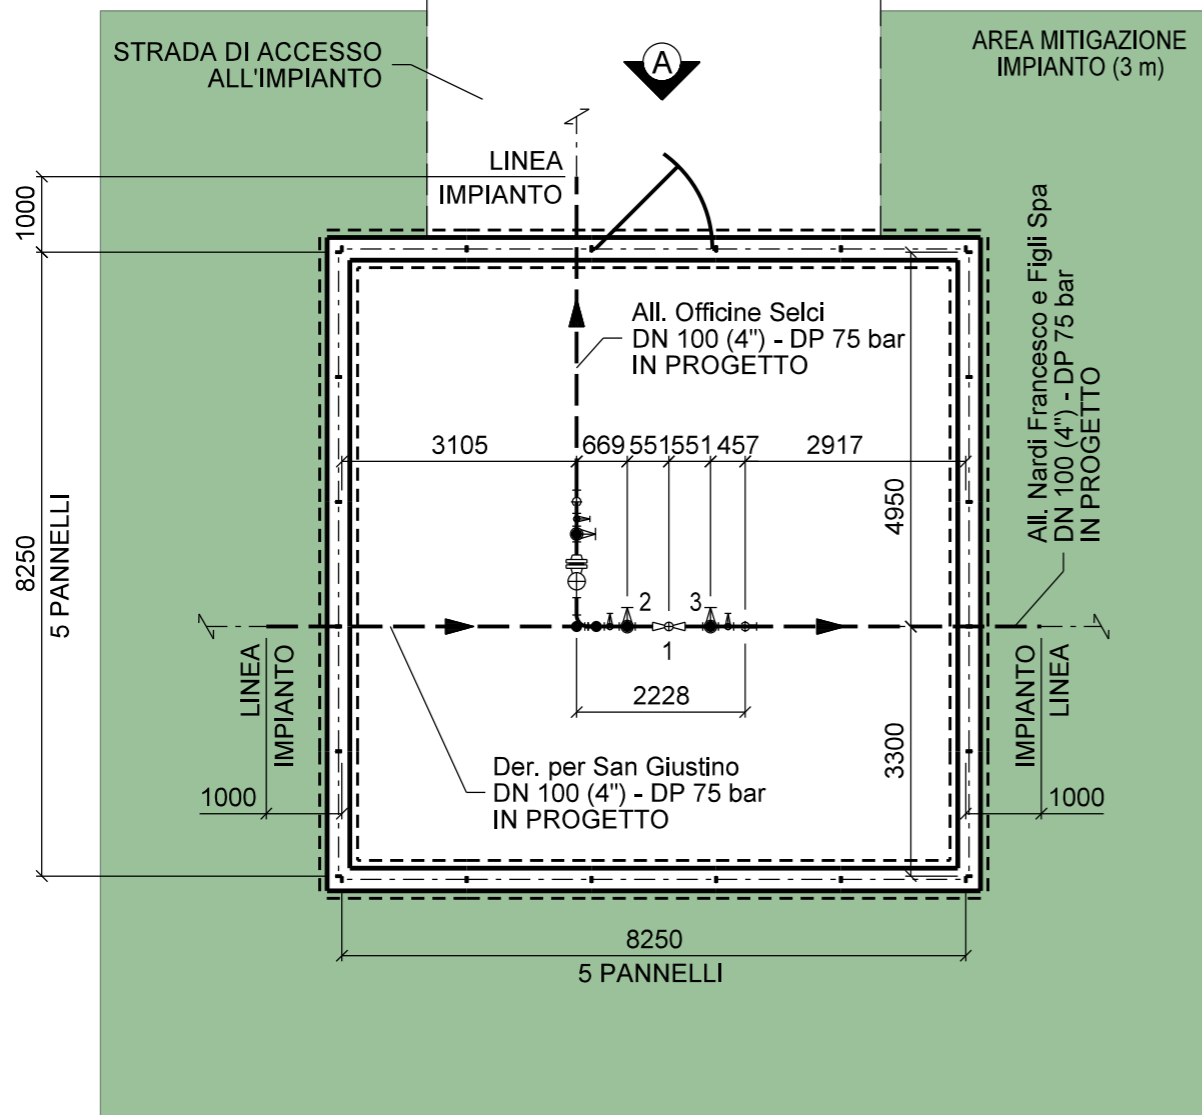 STRADA DI ACCESSO
ALL'IMPIANTO
A
AREA MITIGAZIONE
IMPIANTO (3 m)
LINEA
IMPIANTO
1000
All. Officine Selci
DN 100 (4") - DP 75 bar
IN PROGETTO
All. Nardi Francesco e Figli Spa
DN 100 (4") - DP 75 bar
IN PROGETTO
3105
669
551
551
457
2917
4950
8250
5 PANNELLI
2
3
1
2228
LINEA
IMPIANTO
IMPIANTO
LINEA
3300
Der. per San Giustino
DN 100 (4") - DP 75 bar
IN PROGETTO
1000
1000
8250
5 PANNELLI